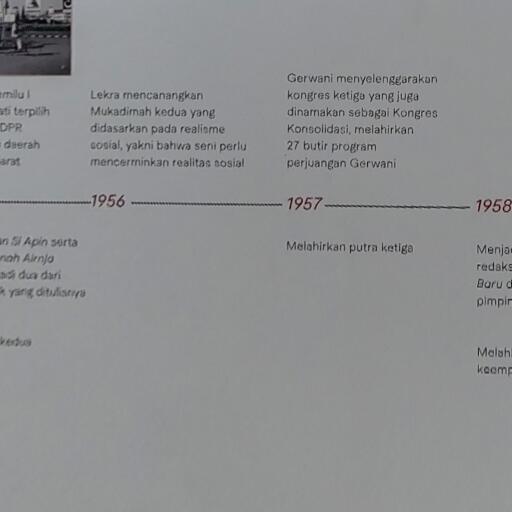 emilu I
ati terpilih
DPR
daerah
arat
Lekra mencanangkan
Mukadimah kedua yang
didasarkan pada realisme
sosial, yakni bahwa seni perlu
mencerminkan realitas sosial
Gerwani menyelenggarakan
kongres ketiga yang juga
dinamakan sebagai Kongres
Konsolidasi, melahirkan
27 butir program
perjuangan Gerwani
1956
1957
1958
an Si Apin serta
nah Airnja
adi dua dari
k yang ditulisnya
kedua
Melahirkan putra ketiga
Menja
redaks
Baru d
pimpin
Melah
keemp